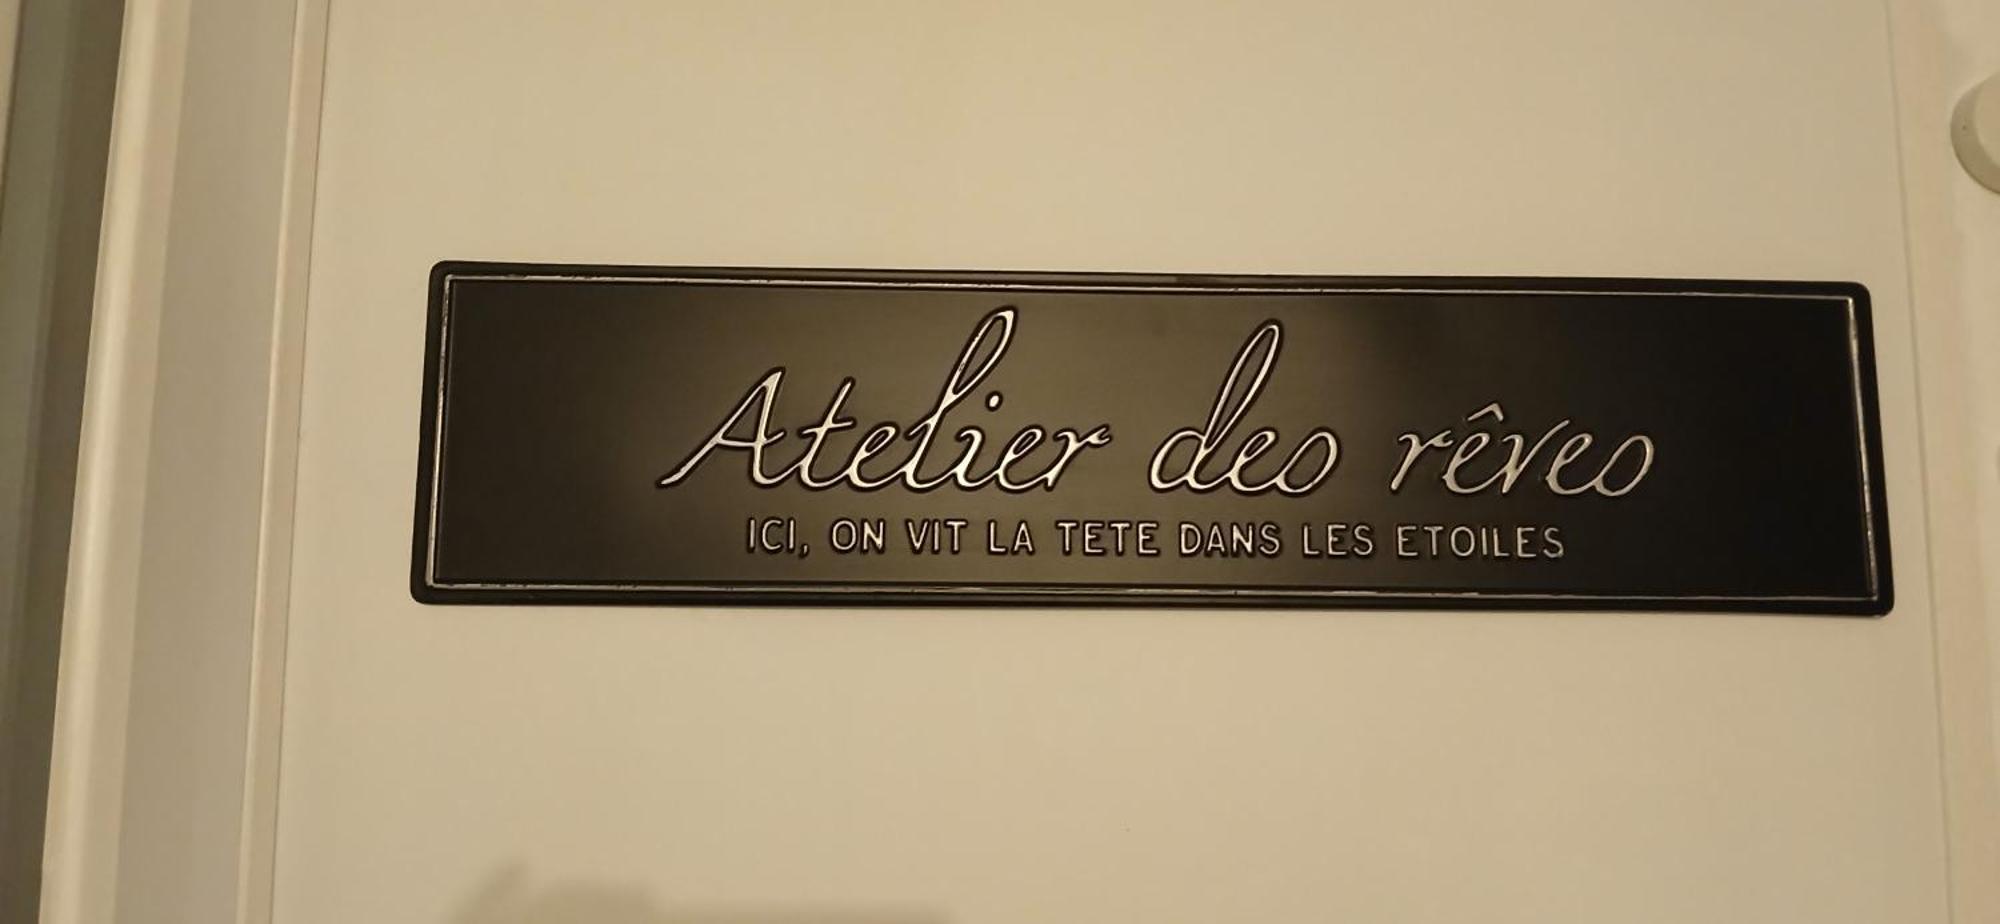 Atelier des rêves
ICI, ON VIT LA TETE DANS LES ETOILES